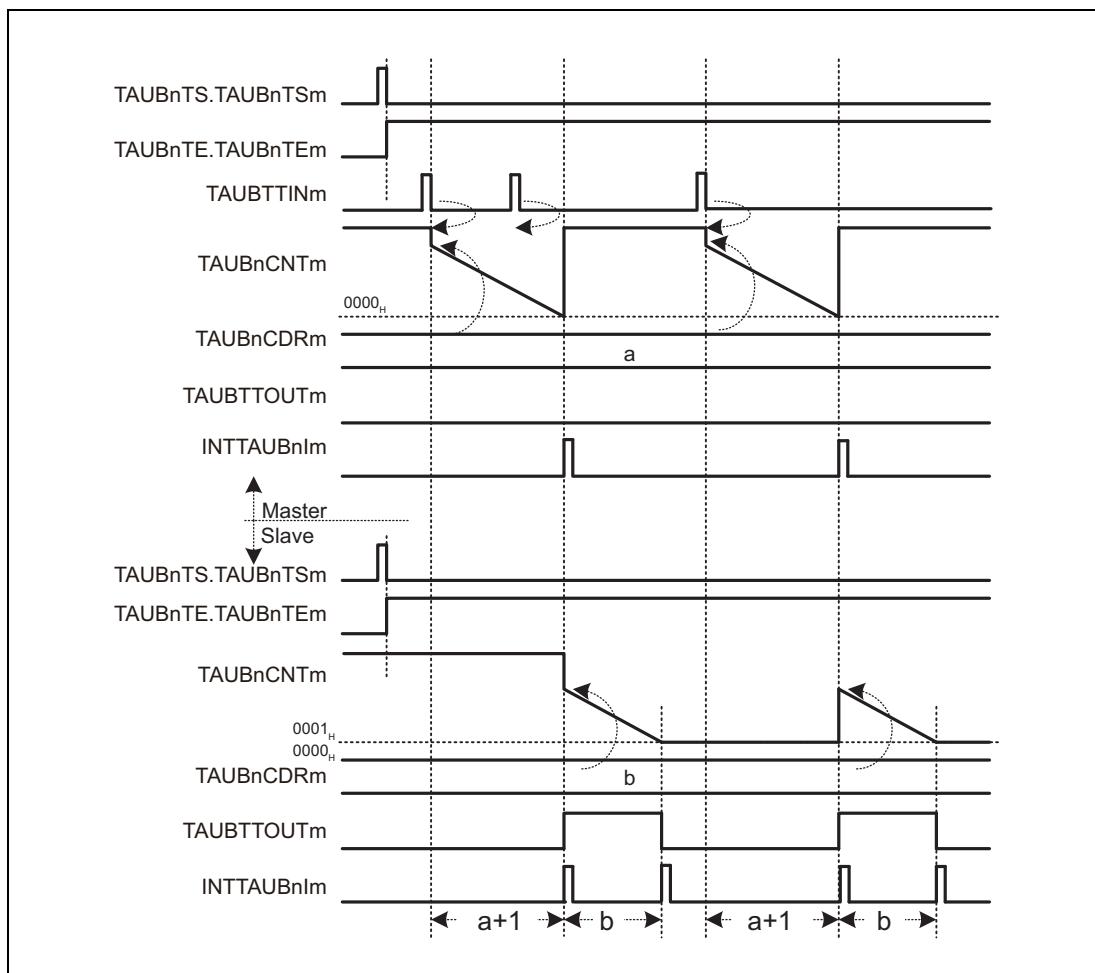 TAUBnTS.TAUBnTSm
TAUBnTE.TAUBnTEm
TAUBTTINm
TAUBnCNTm
0000H
TAUBnCDRm
a
TAUBTTOUTm
INTTAUBnIm
Master
Slave
TAUBnTS.TAUBnTSm
TAUBnTE.TAUBnTEm
TAUBnCNTm
0001H
0000H
TAUBnCDRm
b
TAUBTTOUTm
INTTAUBnIm
a+1 b a+1 b